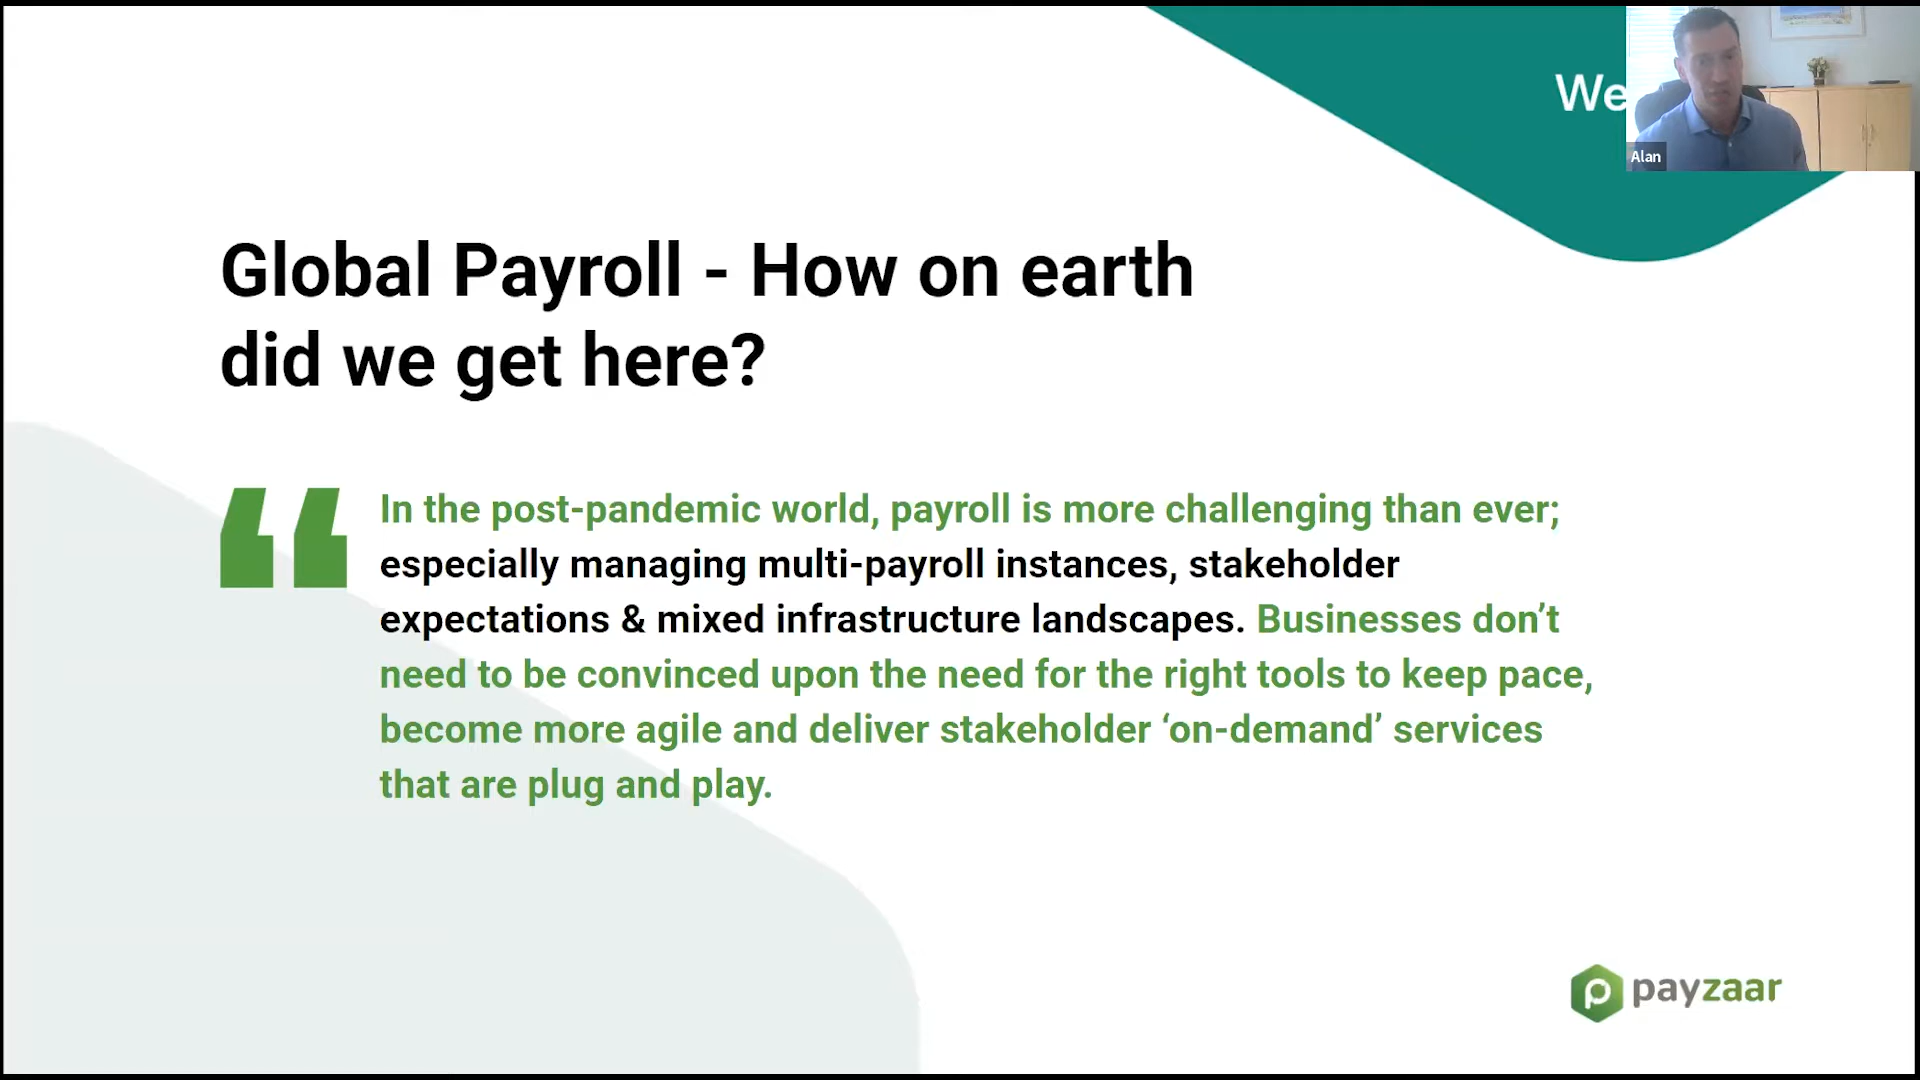 We
Alan
Global Payroll - How on earth
did we get here?
In the post-pandemic world, payroll is more challenging than ever;
especially managing multi-payroll instances, stakeholder
expectations & mixed infrastructure landscapes. Businesses don’t
need to be convinced upon the need for the right tools to keep pace,
become more agile and deliver stakeholder ‘on-demand’ services
that are plug and play.
payzaar